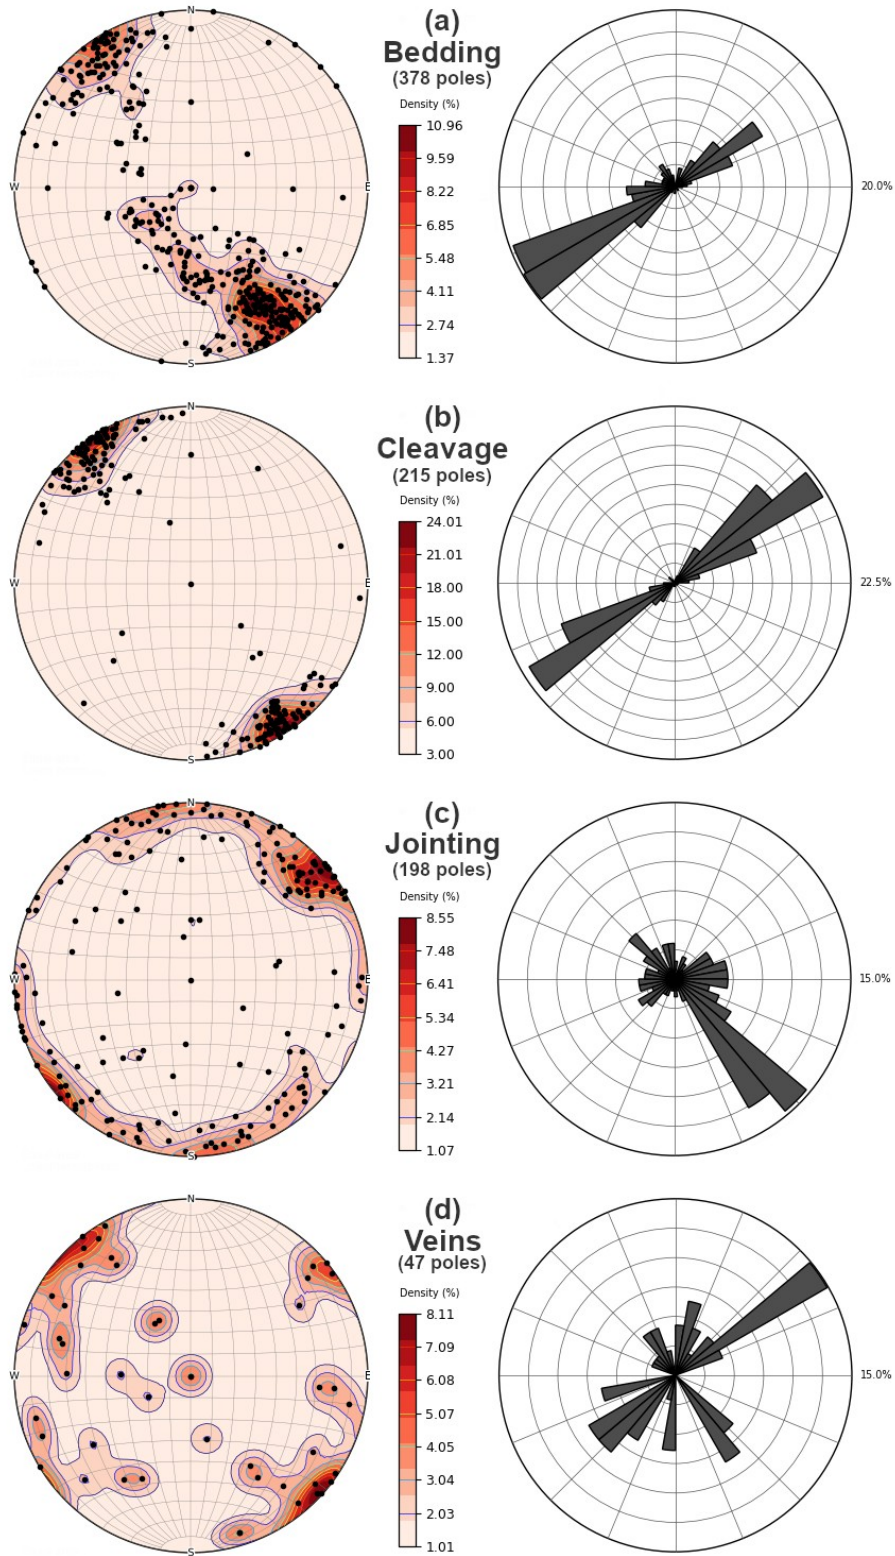 (a)
Bedding
(378 poles)
Density (%)
10.96
9.59
8.22
6.85
5.48
4.11
2.74
1.37
N
W
E
S
20.0%
(b)
Cleavage
(215 poles)
Density (%)
24.01
21.01
18.00
15.00
12.00
9.00
6.00
3.00
N
W
E
S
22.5%
(c)
Jointing
(198 poles)
Density (%)
8.55
7.48
6.41
5.34
4.27
3.21
2.14
1.07
N
W
E
S
15.0%
(d)
Veins
(47 poles)
Density (%)
8.11
7.09
6.08
5.07
4.05
3.04
2.03
1.01
N
W
E
S
15.0%